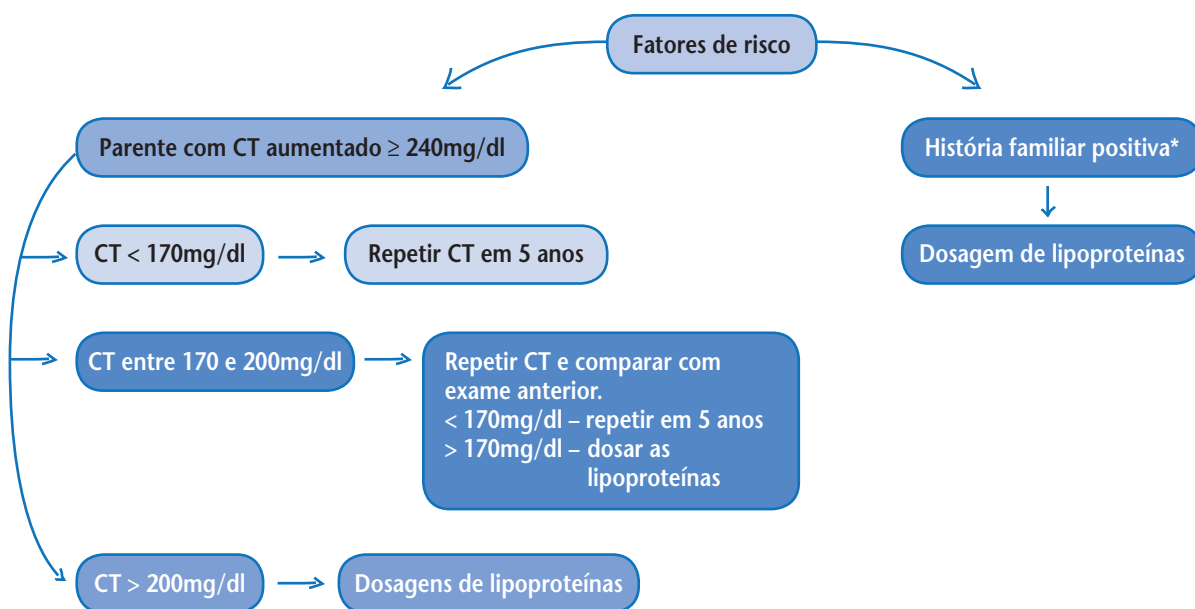 Fatores de risco
Parente com CT aumentado ≥ 240mg/dl
História familiar positiva*
CT < 170mg/dl
Repetir CT em 5 anos
Dosagem de lipoproteínas
CT entre 170 e 200mg/dl
Repetir CT e comparar com
exame anterior.
< 170mg/dl – repetir em 5 anos
> 170mg/dl – dosar as
lipoproteínas
CT > 200mg/dl
Dosagens de lipoproteínas